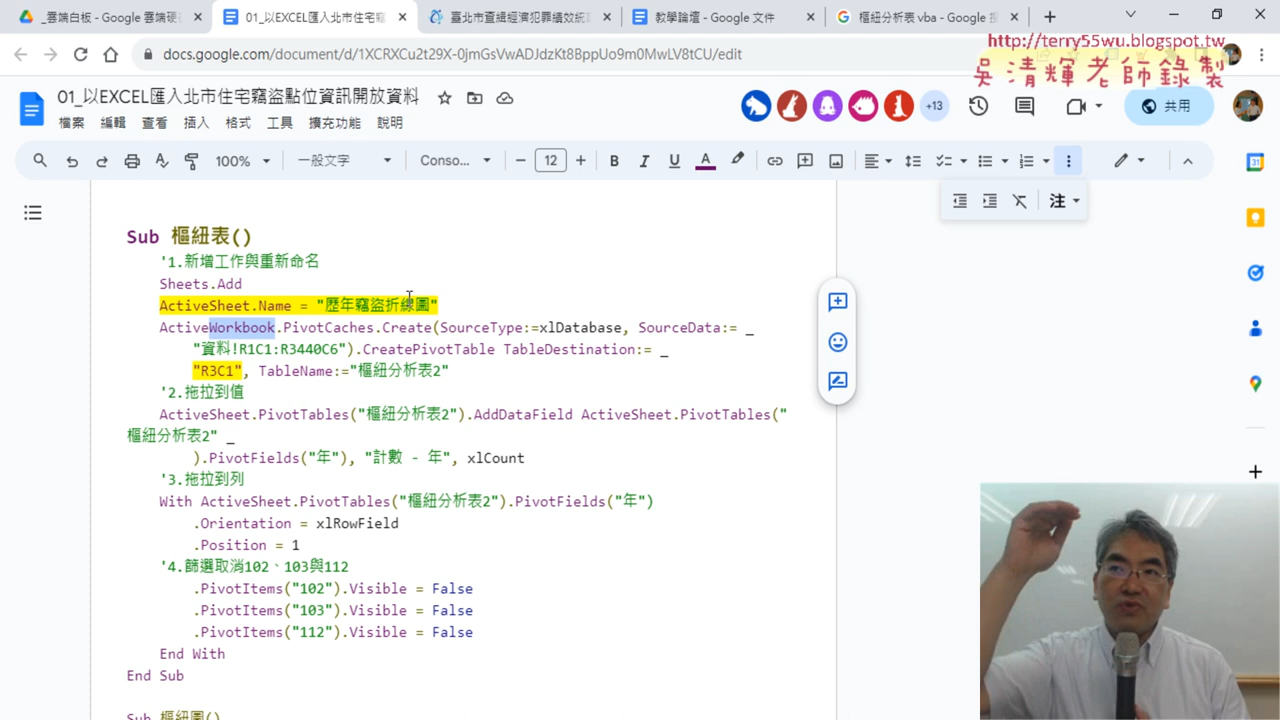 _雲端白板 - Google 雲端硬
01_以EXCEL匯入北市住宅竊
臺北市查緝經濟犯罪績效統
教學論壇 - Google 文件
樞紐分析表 vba - Google 搜
docs.google.com/document/d/1XCRXCu2t29X-0jnGsVwADJdzKt8BppUo9m0MwLV8tCU/edit
http://terry55wu.blogspot.tw
吳清輝老師錄製
01_以EXCEL匯入北市住宅竊盜點位資訊開放資料
+13
共用
檔案 編輯 查看 插入 格式 工具 擴充功能 說明
100% 一般文字 Conso... 12 B I U A
注
Sub 樞紐表()
'1.新增工作與重新命名
Sheets.Add
ActiveSheet.Name = "歷年竊盜折線圖"
ActiveWorkbook.PivotCaches.Create(SourceType:=xlDatabase, SourceData:= _
"資料!R1C1:R3440C6").CreatePivotTable TableDestination:= _
"R3C1", TableName:="樞紐分析表2"
'2.拖拉到值
ActiveSheet.PivotTables("樞紐分析表2").AddDataField ActiveSheet.PivotTables("
樞紐分析表2" _
).PivotFields("年"), "計數 - 年", xlCount
'3.拖拉到列
With ActiveSheet.PivotTables("樞紐分析表2").PivotFields("年")
.Orientation = xlRowField
.Position = 1
'4.篩選取消102、103與112
.PivotItems("102").Visible = False
.PivotItems("103").Visible = False
.PivotItems("112").Visible = False
End With
End Sub
Sub 樞紐圖()